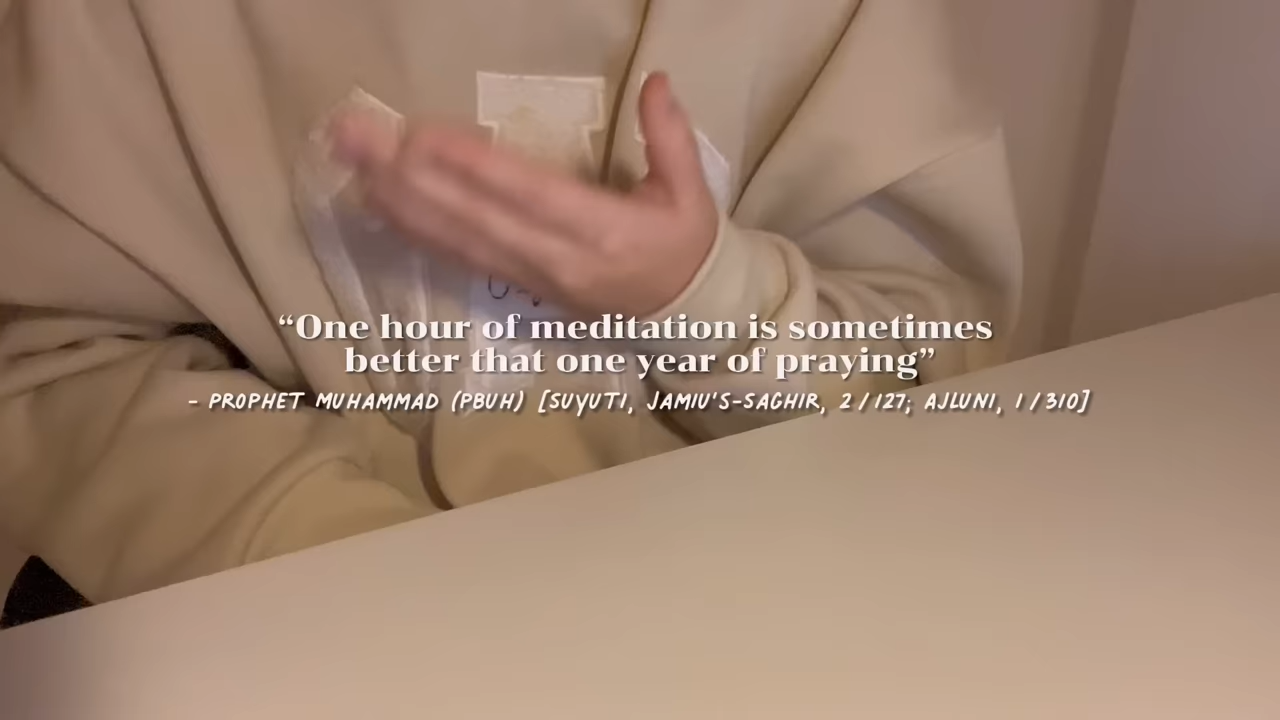 “One hour of meditation is sometimes
better that one year of praying”
- PROPHET MUHAMMAD (PBUH) [SUYUTI, JAMIU'S-SAGHIR, 2/127; AJLUNI, 1/310]